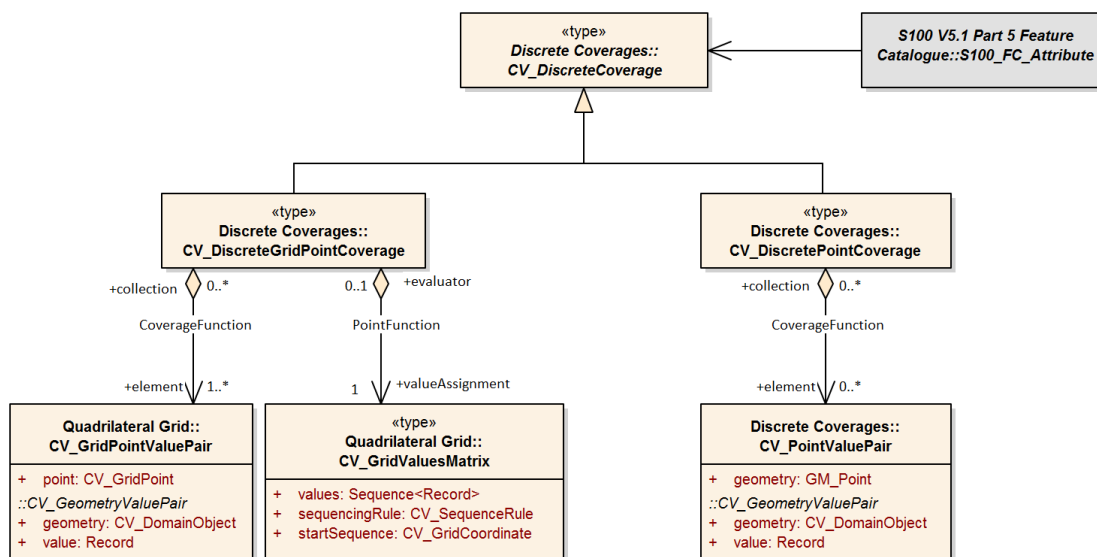 «type»
Discrete Coverages::
CV_DiscreteCoverage
S100 V5.1 Part 5 Feature
Catalogue::S100_FC_Attribute
«type»
Discrete Coverages::
CV_DiscreteGridPointCoverage
«type»
Discrete Coverages::
CV_DiscretePointCoverage
+collection 0..*
0..1 +evaluator
+collection 0..*
CoverageFunction
PointFunction
CoverageFunction
+element 1..*
1 +valueAssignment
+element 0..*
Quadrilateral Grid::
CV_GridPointValuePair
+ point: CV_GridPoint
::CV_GeometryValuePair
+ geometry: CV_DomainObject
+ value: Record
«type»
Quadrilateral Grid::
CV_GridValuesMatrix
+ values: Sequence<Record>
+ sequencingRule: CV_SequenceRule
+ startSequence: CV_GridCoordinate
Discrete Coverages::
CV_PointValuePair
+ geometry: GM_Point
::CV_GeometryValuePair
+ geometry: CV_DomainObject
+ value: Record